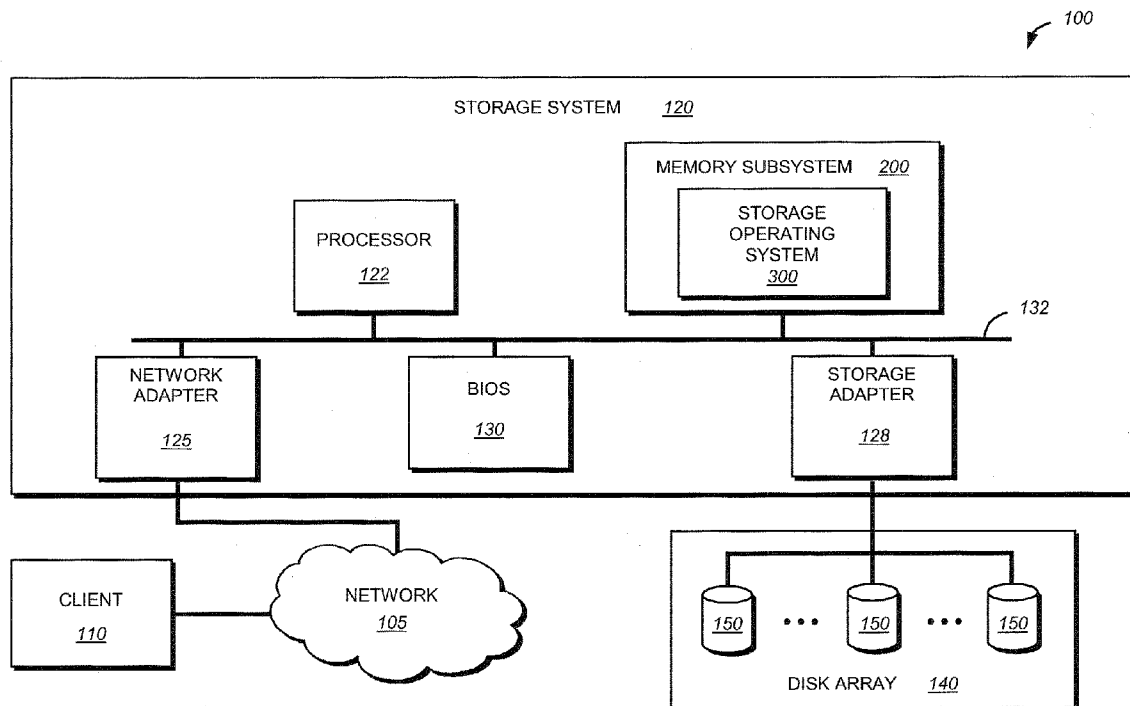 100
STORAGE SYSTEM 120
MEMORY SUBSYSTEM 200
STORAGE
OPERATING
SYSTEM
300
PROCESSOR
122
132
NETWORK
ADAPTER
125
BIOS
130
STORAGE
ADAPTER
128
CLIENT
110
NETWORK
105
150 ••• 150 ••• 150
DISK ARRAY 140